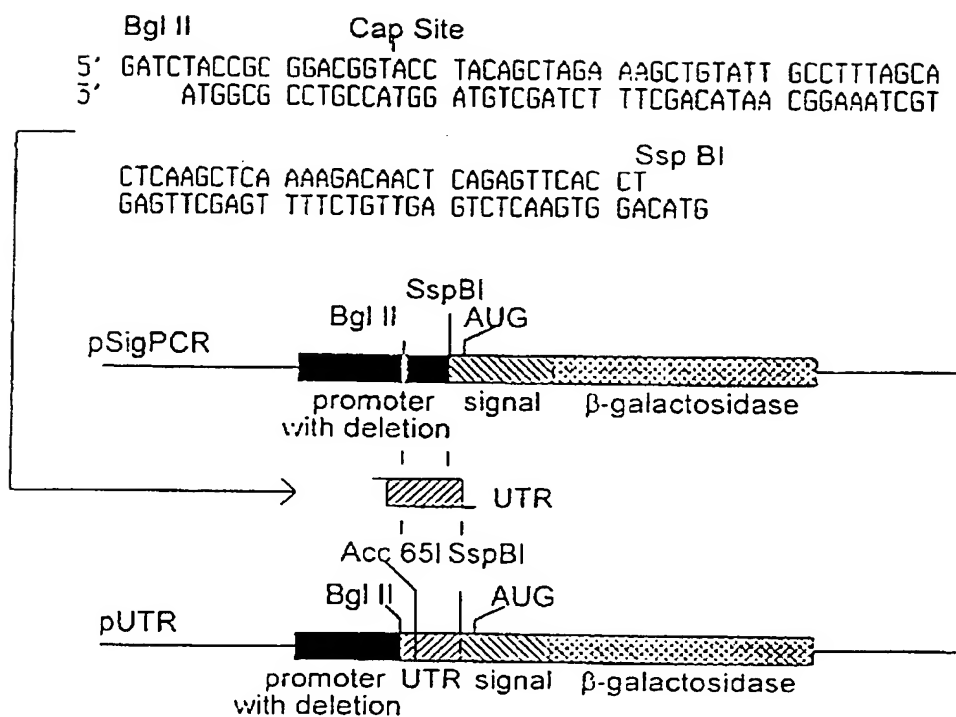 Bgl II Cap Site
5' GATCTACCGC GGACGGTACC TACAGCTAGA AAGCTGTATT GCCTTTAGCA
3' ATGGCG CCTGCCATGG ATGTCGATCT TTCGACATAA CGGAAATCGT
Ssp BI
CTCAAGCTCA AAAGACAACT CAGAGTTCAC CT
GAGTTCGAGT TTTCTGTTGA GTCTCAAGTG GACATG
SspBI
Bgl II AUG
pSigPCR
promoter signal β-galactosidase
with deletion
UTR
Acc 65I SspBI
Bgl II AUG
pUTR
promoter UTR signal β-galactosidase
with deletion